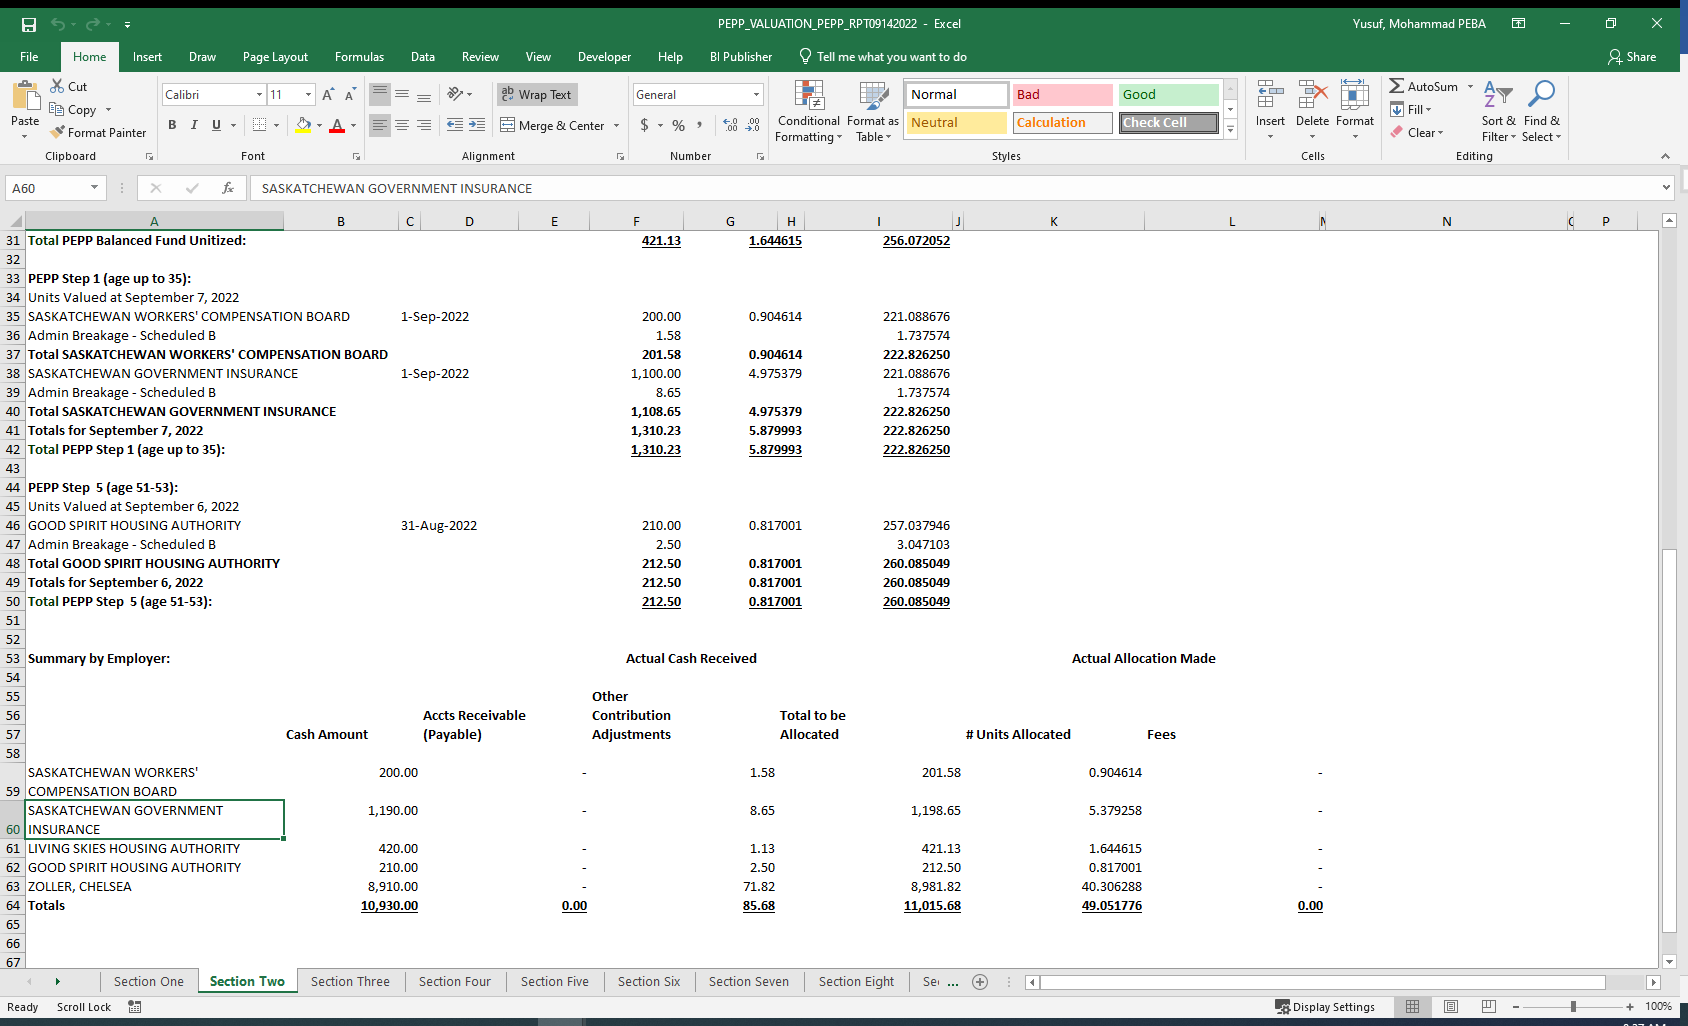 PEPP_VALUATION_PEPP_RPT09142022 - Excel
Yusuf, Mohammad PEBA
File Home Insert Draw Page Layout Formulas Data Review View Developer Help BI Publisher Tell me what you want to do Share
Paste Cut Copy Format Painter Clipboard
Calibri 11 B I U Font
Wrap Text Merge & Center Alignment
General $ % , Number
Conditional Formatting Format as Table
Normal Bad Good
Neutral Calculation Check Cell
Styles
Insert Delete Format Cells
AutoSum Fill Clear Sort & Filter Find & Select Editing
A60 fx SASKATCHEWAN GOVERNMENT INSURANCE
A B C D E F G H I J K L N P
31 Total PEPP Balanced Fund Unitized: 421.13 1.644615 256.072052
32
33 PEPP Step 1 (age up to 35):
34 Units Valued at September 7, 2022
35 SASKATCHEWAN WORKERS' COMPENSATION BOARD 1-Sep-2022 200.00 0.904614 221.088676
36 Admin Breakage - Scheduled B 1.58 1.737574
37 Total SASKATCHEWAN WORKERS' COMPENSATION BOARD 201.58 0.904614 222.826250
38 SASKATCHEWAN GOVERNMENT INSURANCE 1-Sep-2022 1,100.00 4.975379 221.088676
39 Admin Breakage - Scheduled B 8.65 1.737574
40 Total SASKATCHEWAN GOVERNMENT INSURANCE 1,108.65 4.975379 222.826250
41 Totals for September 7, 2022 1,310.23 5.879993 222.826250
42 Total PEPP Step 1 (age up to 35): 1,310.23 5.879993 222.826250
43
44 PEPP Step 5 (age 51-53):
45 Units Valued at September 6, 2022
46 GOOD SPIRIT HOUSING AUTHORITY 31-Aug-2022 210.00 0.817001 257.037946
47 Admin Breakage - Scheduled B 2.50 3.047103
48 Total GOOD SPIRIT HOUSING AUTHORITY 212.50 0.817001 260.085049
49 Totals for September 6, 2022 212.50 0.817001 260.085049
50 Total PEPP Step 5 (age 51-53): 212.50 0.817001 260.085049
51
52
53 Summary by Employer: Actual Cash Received Actual Allocation Made
54
55 Other
56 Accts Receivable Contribution Total to be
57 Cash Amount (Payable) Adjustments Allocated # Units Allocated Fees
58
SASKATCHEWAN WORKERS' 200.00 - 1.58 201.58 0.904614 -
59 COMPENSATION BOARD
SASKATCHEWAN GOVERNMENT 1,190.00 - 8.65 1,198.65 5.379258 -
60 INSURANCE
61 LIVING SKIES HOUSING AUTHORITY 420.00 - 1.13 421.13 1.644615 -
62 GOOD SPIRIT HOUSING AUTHORITY 210.00 - 2.50 212.50 0.817001 -
63 ZOLLER, CHELSEA 8,910.00 - 71.82 8,981.82 40.306288 -
64 Totals 10,930.00 0.00 85.68 11,015.68 49.051776 0.00
65
66
67
Section One Section Two Section Three Section Four Section Five Section Six Section Seven Section Eight Se ...
Ready Scroll Lock Display Settings - + 100%